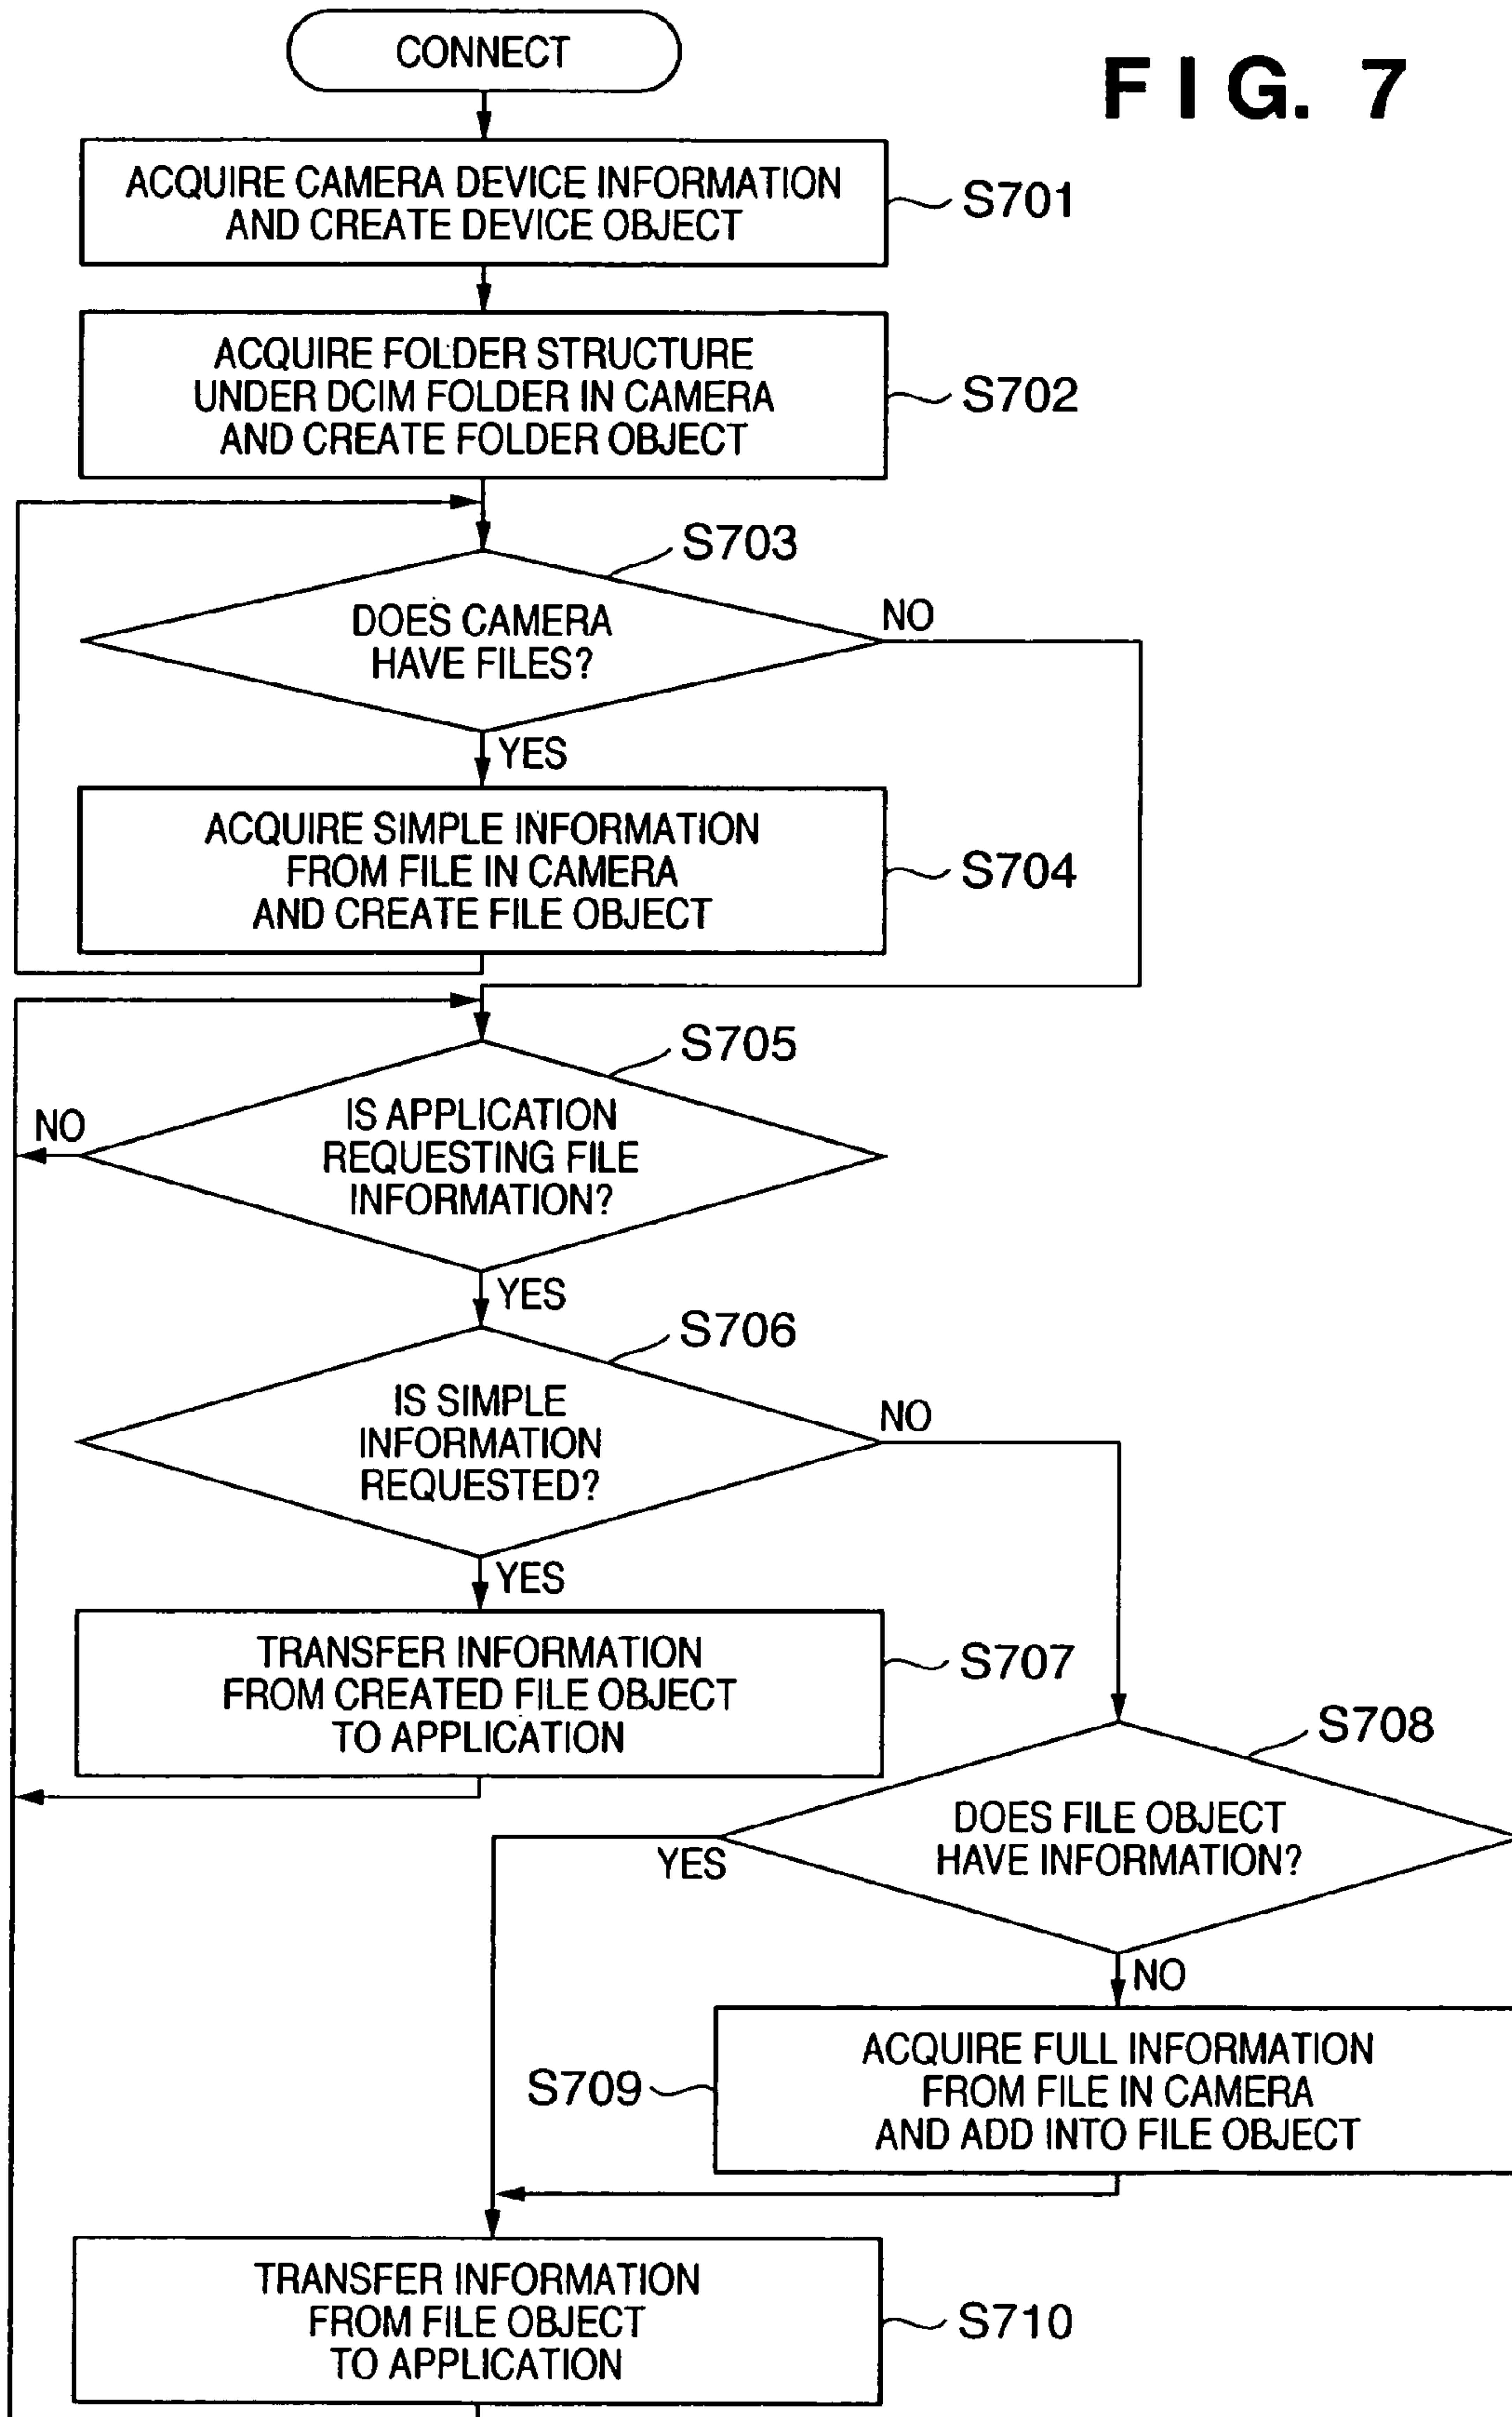 CONNECT
FIG. 7
ACQUIRE CAMERA DEVICE INFORMATION
AND CREATE DEVICE OBJECT
S701
ACQUIRE FOLDER STRUCTURE
UNDER DCIM FOLDER IN CAMERA
AND CREATE FOLDER OBJECT
S702
S703
DOES CAMERA
HAVE FILES?
NO
YES
ACQUIRE SIMPLE INFORMATION
FROM FILE IN CAMERA
AND CREATE FILE OBJECT
S704
S705
IS APPLICATION
REQUESTING FILE
INFORMATION?
NO
YES
S706
IS SIMPLE
INFORMATION
REQUESTED?
NO
YES
TRANSFER INFORMATION
FROM CREATED FILE OBJECT
TO APPLICATION
S707
S708
DOES FILE OBJECT
HAVE INFORMATION?
YES
NO
ACQUIRE FULL INFORMATION
FROM FILE IN CAMERA
AND ADD INTO FILE OBJECT
S709
TRANSFER INFORMATION
FROM FILE OBJECT
TO APPLICATION
S710